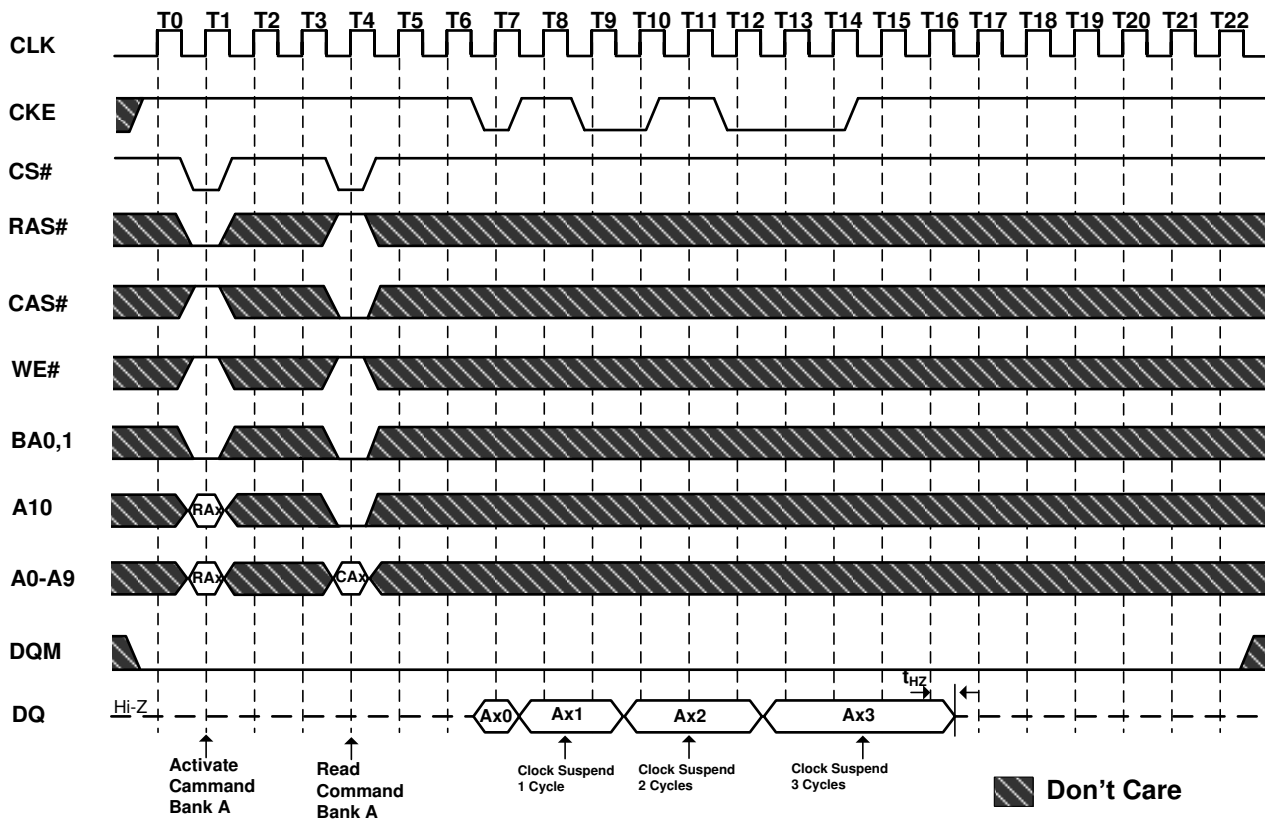 T0 T1 T2 T3 T4 T5 T6 T7 T8 T9 T10 T11 T12 T13 T14 T15 T16 T17 T18 T19 T20 T21 T22
CLK
CKE
CS#
RAS#
CAS#
WE#
BA0,1
A10
RAx
A0-A9
RAx
CAx
DQM
tHZ
DQ
Hi-Z
Ax0
Ax1
Ax2
Ax3
Activate
Cammand
Bank A
Read
Command
Bank A
Clock Suspend
1 Cycle
Clock Suspend
2 Cycles
Clock Suspend
3 Cycles
Don't Care